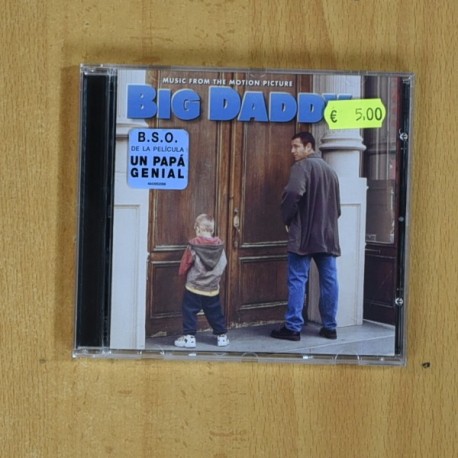 MUSIC FROM THE MOTION PICTURE
BIG DADDY
€ 5,00
B.S.O.
DE LA PELÍCULA
UN PAPÁ
GENIAL